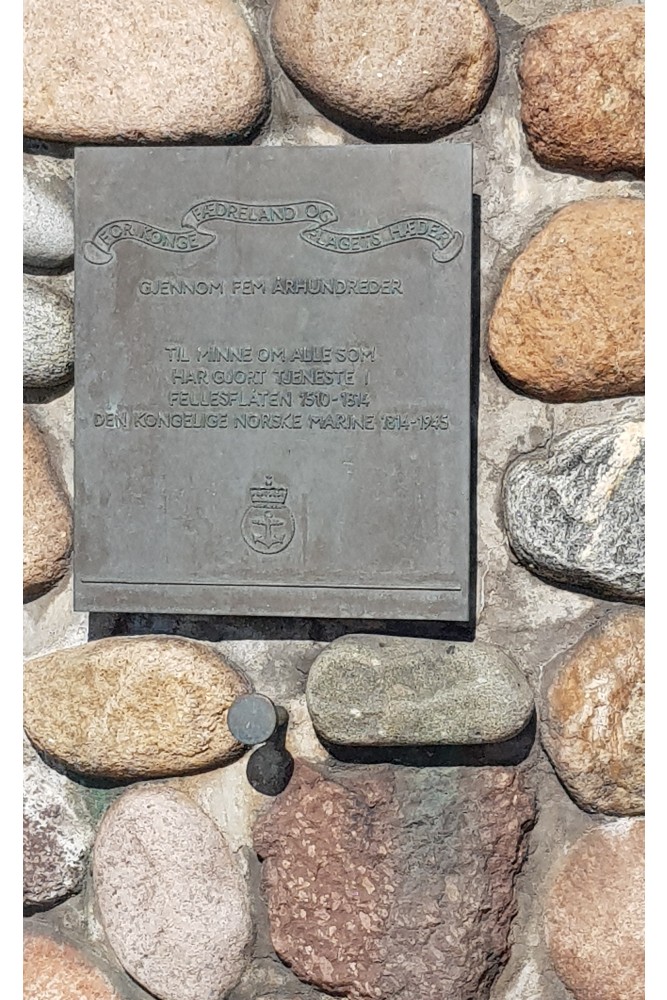 FOR KONGE FÆDRELAND OG FLAGETS HÆDER
GJENNOM FEM ÅRHUNDREDER
TIL MINNE OM ALLE SOM
HAR GJORT TJENESTE I
FELLESFLÅTEN 1510-1814
DEN KONGELIGE NORSKE MARINE 1814-1945